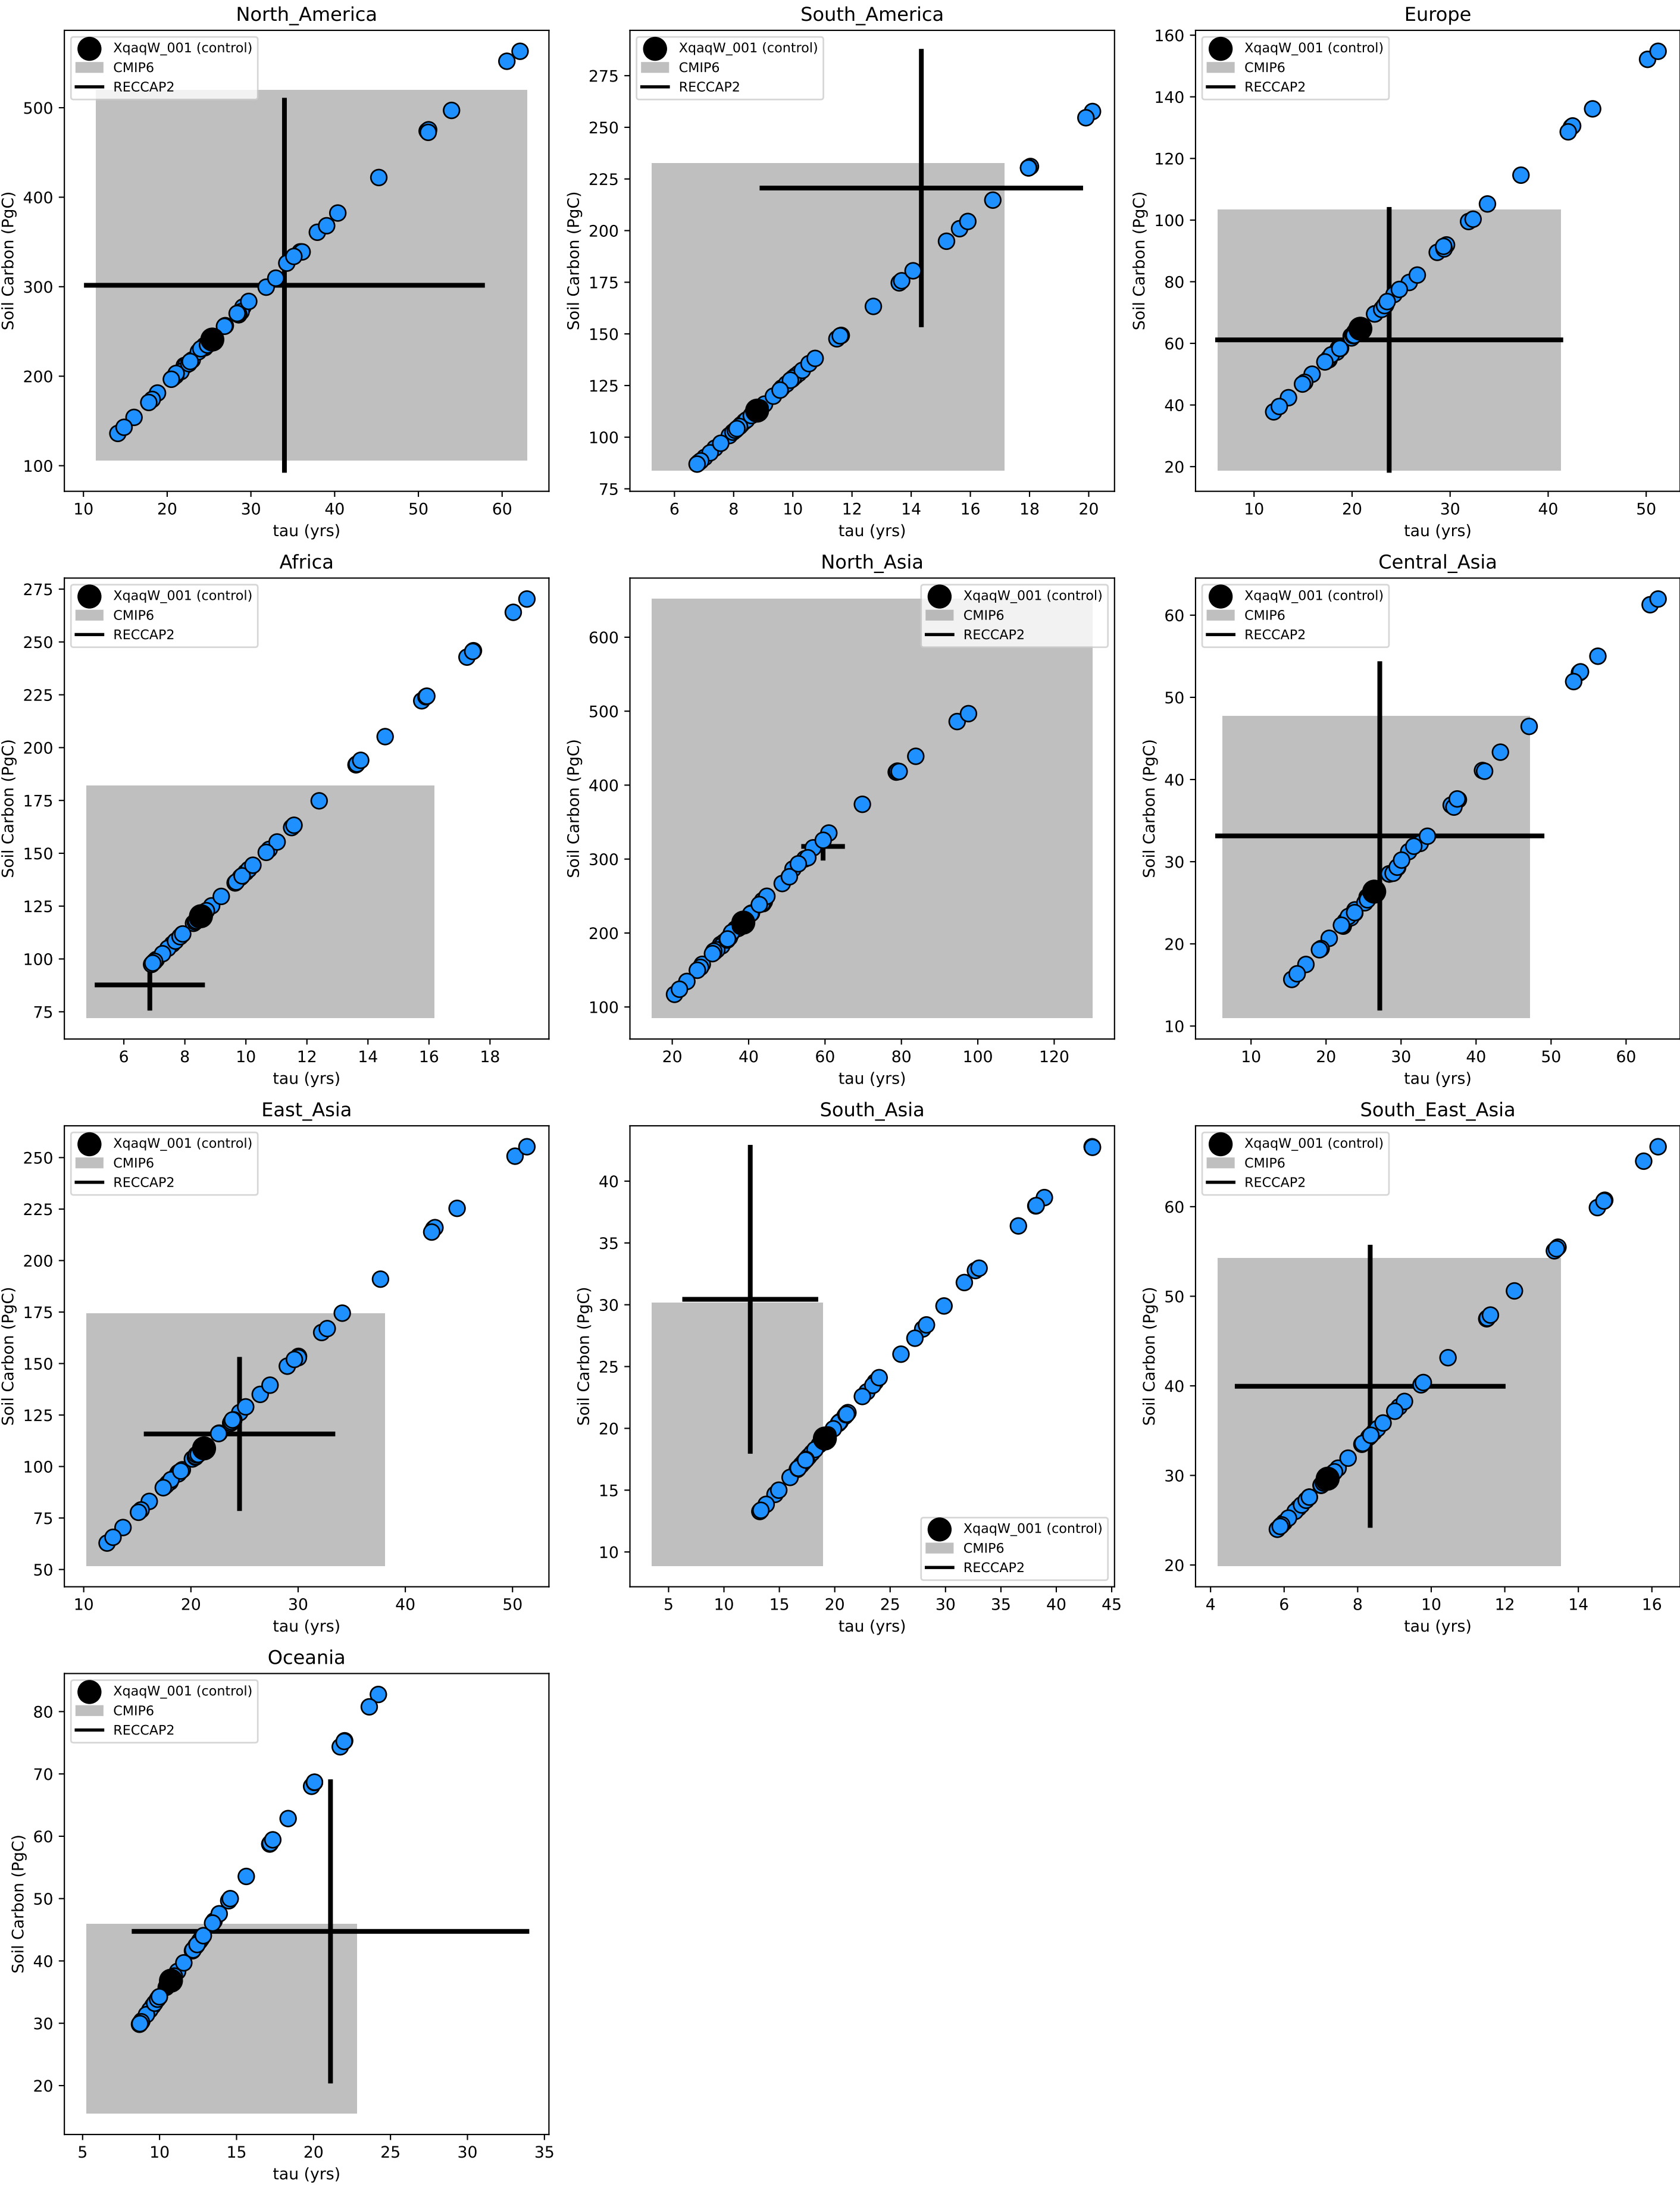 North_America
XqaqW_001 (control)
CMIP6
RECCAP2
Soil Carbon (PgC)
500
400
300
200
100
10 20 30 40 50 60
tau (yrs)
South_America
XqaqW_001 (control)
CMIP6
RECCAP2
Soil Carbon (PgC)
275
250
225
200
175
150
125
100
75
6 8 10 12 14 16 18 20
tau (yrs)
Europe
XqaqW_001 (control)
CMIP6
RECCAP2
Soil Carbon (PgC)
160
140
120
100
80
60
40
20
10 20 30 40 50
tau (yrs)
Africa
XqaqW_001 (control)
CMIP6
RECCAP2
Soil Carbon (PgC)
275
250
225
200
175
150
125
100
75
6 8 10 12 14 16 18
tau (yrs)
North_Asia
XqaqW_001 (control)
CMIP6
RECCAP2
Soil Carbon (PgC)
600
500
400
300
200
100
20 40 60 80 100 120
tau (yrs)
Central_Asia
XqaqW_001 (control)
CMIP6
RECCAP2
Soil Carbon (PgC)
60
50
40
30
20
10
10 20 30 40 50 60
tau (yrs)
East_Asia
XqaqW_001 (control)
CMIP6
RECCAP2
Soil Carbon (PgC)
250
225
200
175
150
125
100
75
50
10 20 30 40 50
tau (yrs)
South_Asia
Soil Carbon (PgC)
40
35
30
25
20
15
10
XqaqW_001 (control)
CMIP6
RECCAP2
5 10 15 20 25 30 35 40 45
tau (yrs)
South_East_Asia
XqaqW_001 (control)
CMIP6
RECCAP2
Soil Carbon (PgC)
60
50
40
30
20
4 6 8 10 12 14 16
tau (yrs)
Oceania
XqaqW_001 (control)
CMIP6
RECCAP2
Soil Carbon (PgC)
80
70
60
50
40
30
20
5 10 15 20 25 30 35
tau (yrs)